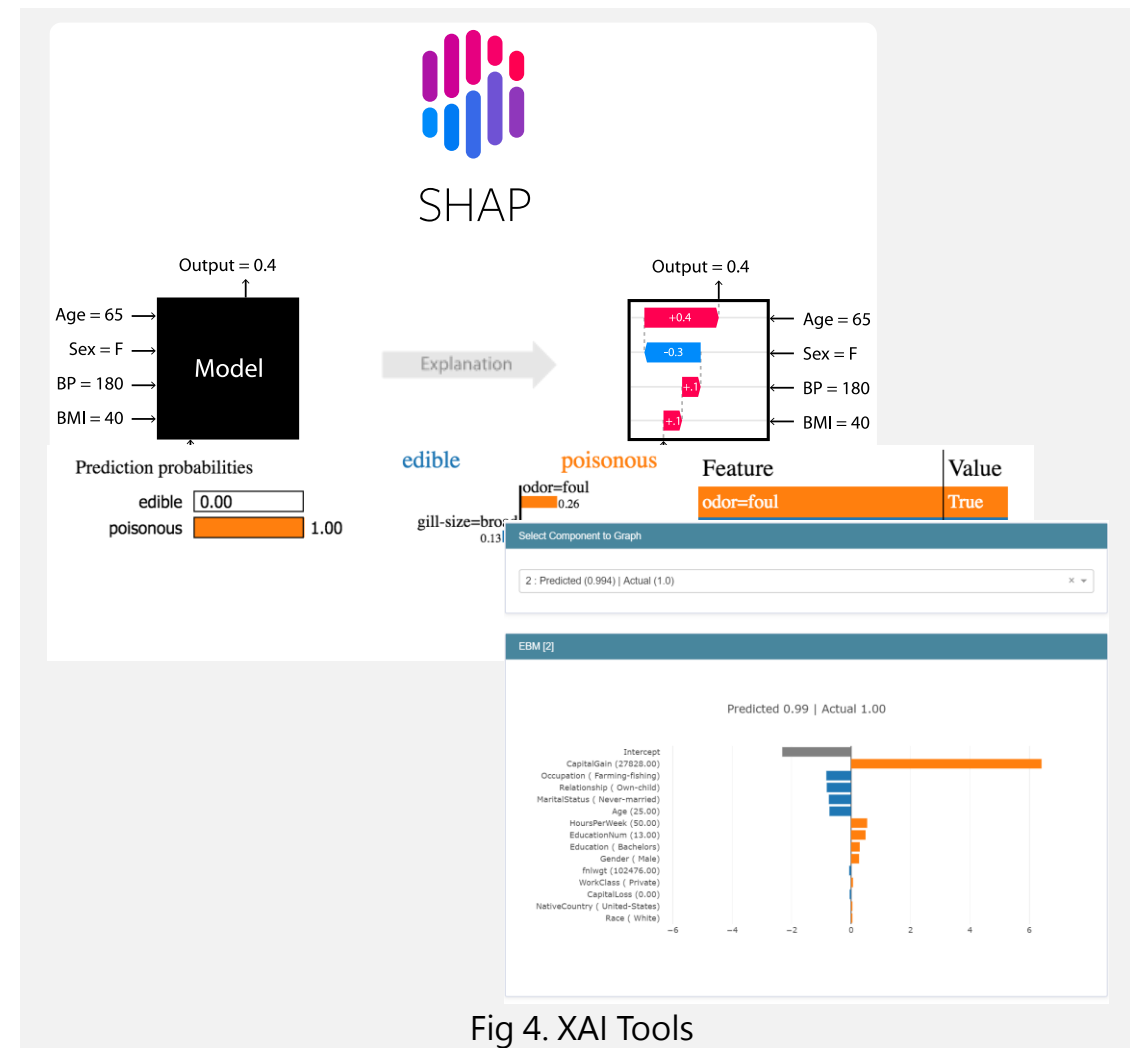 SHAP
Output = 0.4
Age = 65
Sex = F
BP = 180
BMI = 40
Model
Explanation
Output = 0.4
+0.4
-0.3
+.1
+.1
Age = 65
Sex = F
BP = 180
BMI = 40
Prediction probabilities
edible 0.00
poisonous 1.00
edible poisonous
odor=foul
0.26
gill-size=broad
0.13
Feature Value
odor=foul True
Select Component to Graph
2 : Predicted (0.994) | Actual (1.0)
× 
EBM [2]
Predicted 0.99 | Actual 1.00
Intercept
CapitalGain (27828.00)
Occupation ( Farming-fishing)
Relationship ( Own-child)
MaritalStatus ( Never-married)
Age (25.00)
HoursPerWeek (50.00)
EducationNum (13.00)
Education ( Bachelors)
Gender ( Male)
fnlwgt (102476.00)
WorkClass ( Private)
CapitalLoss (0.00)
NativeCountry ( United-States)
Race ( White)
−6 −4 −2 0 2 4 6
Fig 4. XAI Tools